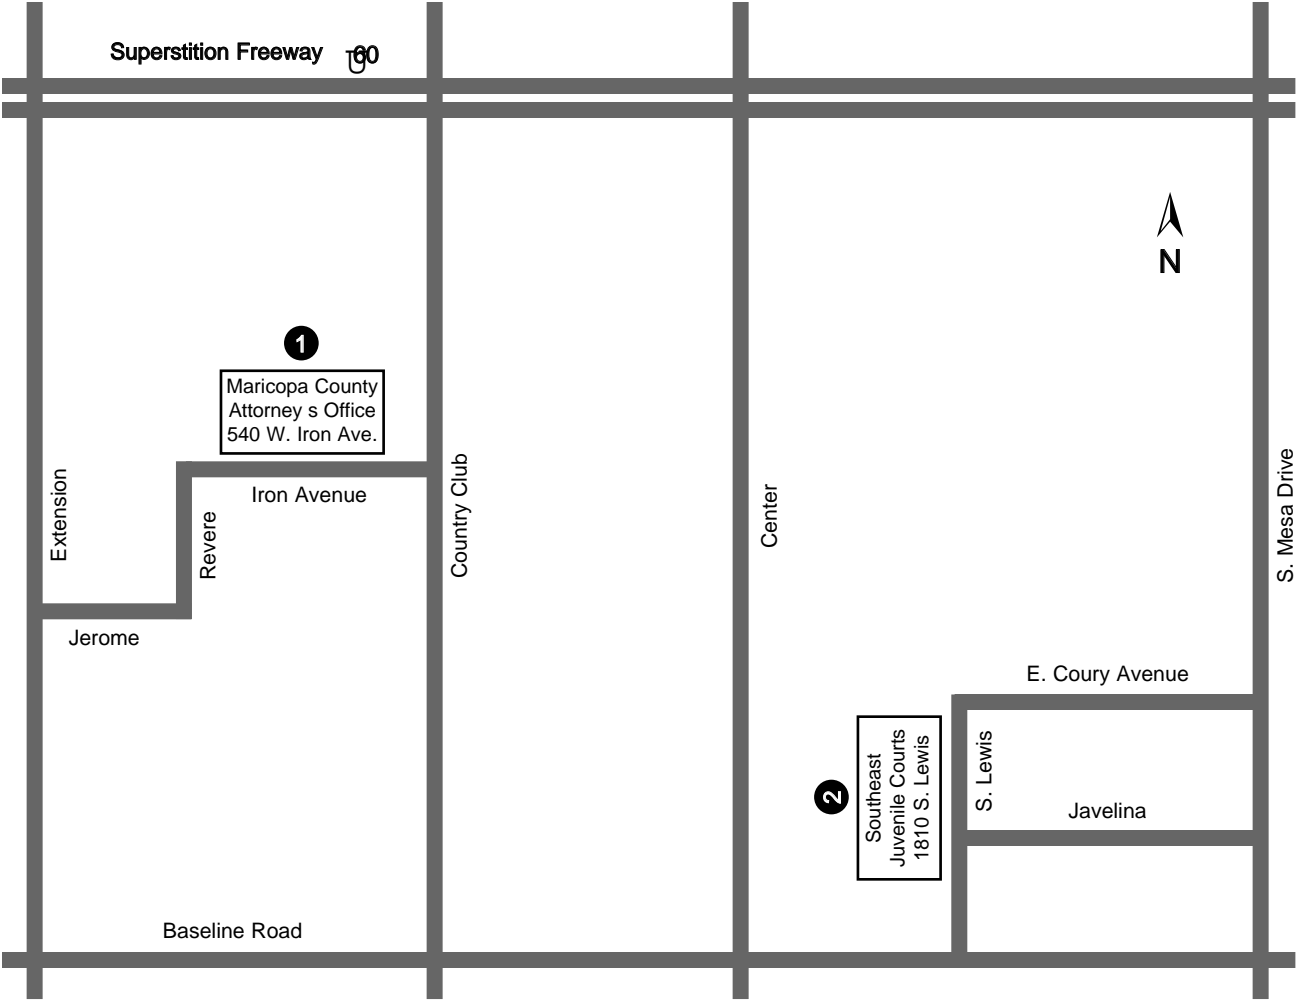 Superstition Freeway
60
N
1
Maricopa County
Attorney s Office
540 W. Iron Ave.
Iron Avenue
Extension
Revere
Country Club
Center
S. Mesa Drive
Jerome
E. Coury Avenue
2
Southeast
Juvenile Courts
1810 S. Lewis
S. Lewis
Javelina
Baseline Road